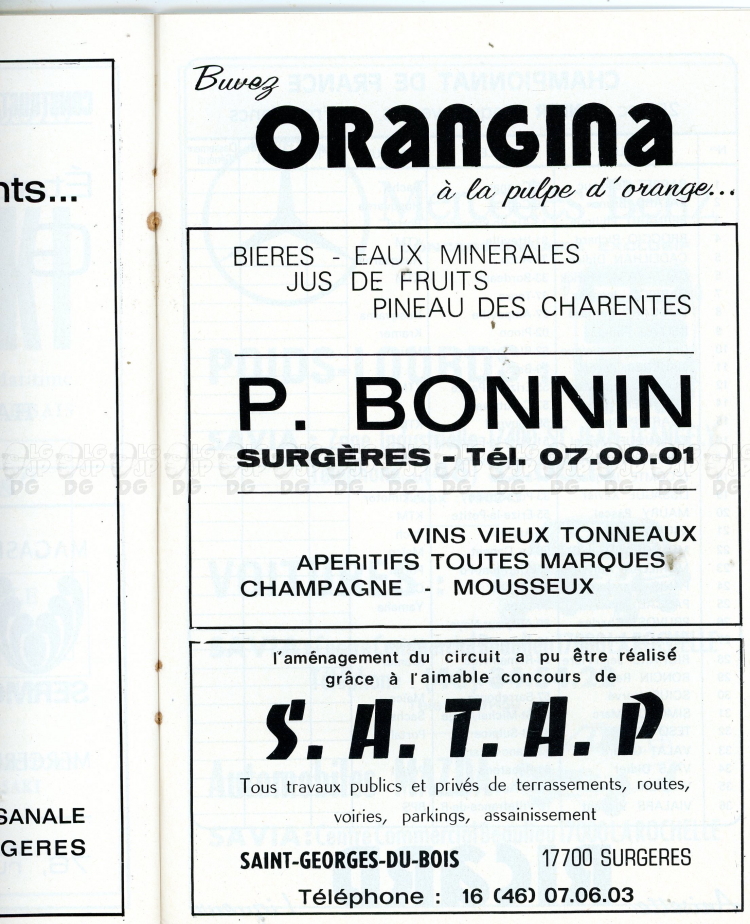 nts...
SANALE
GERES
Buvez
ORANGINA
à la pulpe d'orange...
BIERES - EAUX MINERALES
JUS DE FRUITS
PINEAU DES CHARENTES
P. BONNIN
SURGÈRES - Tél. 07.00.01
VINS VIEUX TONNEAUX
APERITIFS TOUTES MARQUES
CHAMPAGNE - MOUSSEUX
l'aménagement du circuit a pu être réalisé
grâce à l'aimable concours de
S. A. T. A. P
Tous travaux publics et privés de terrassements, routes,
voiries, parkings, assainissement
SAINT-GEORGES-DU-BOIS 17700 SURGERES
Téléphone : 16 (46) 07.06.03